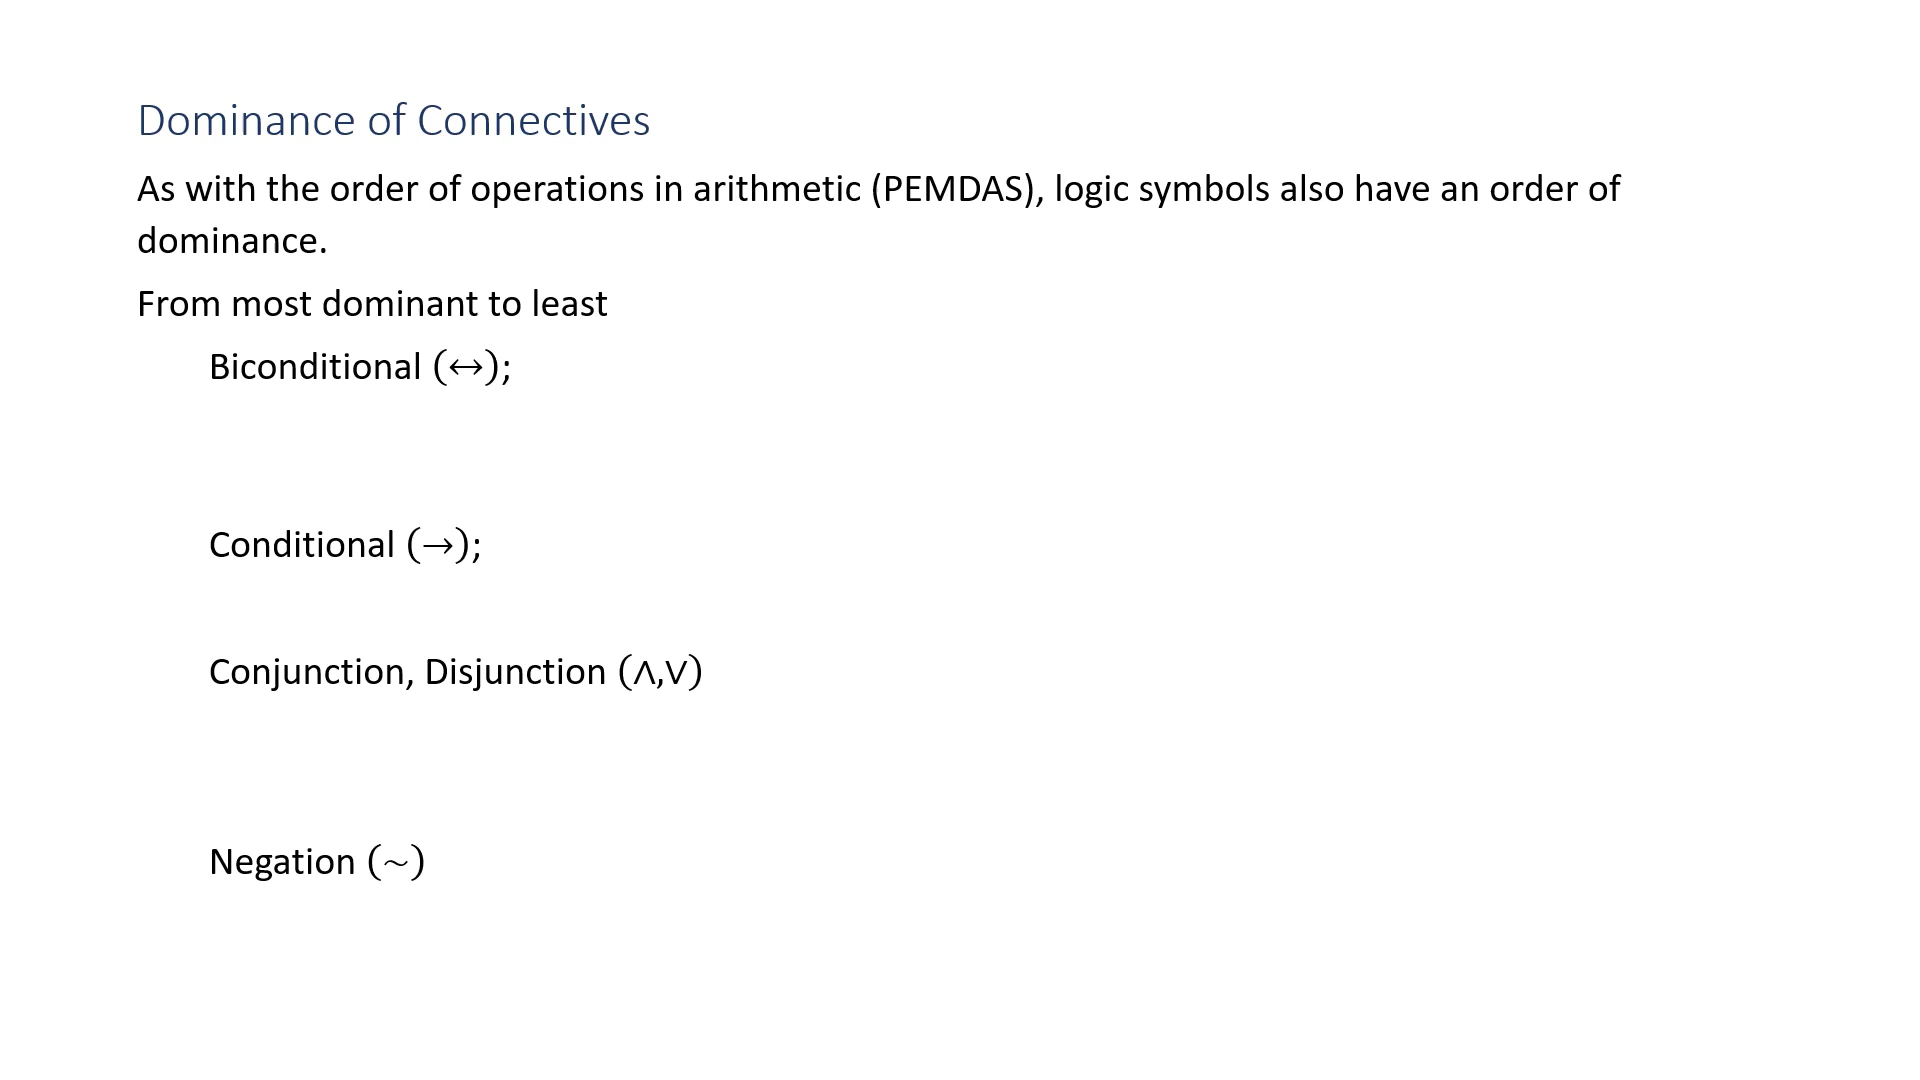 Dominance of Connectives
As with the order of operations in arithmetic (PEMDAS), logic symbols also have an order of
dominance.
From most dominant to least
Biconditional (↔);
Conditional (→);
Conjunction, Disjunction (∧,∨)
Negation (~)